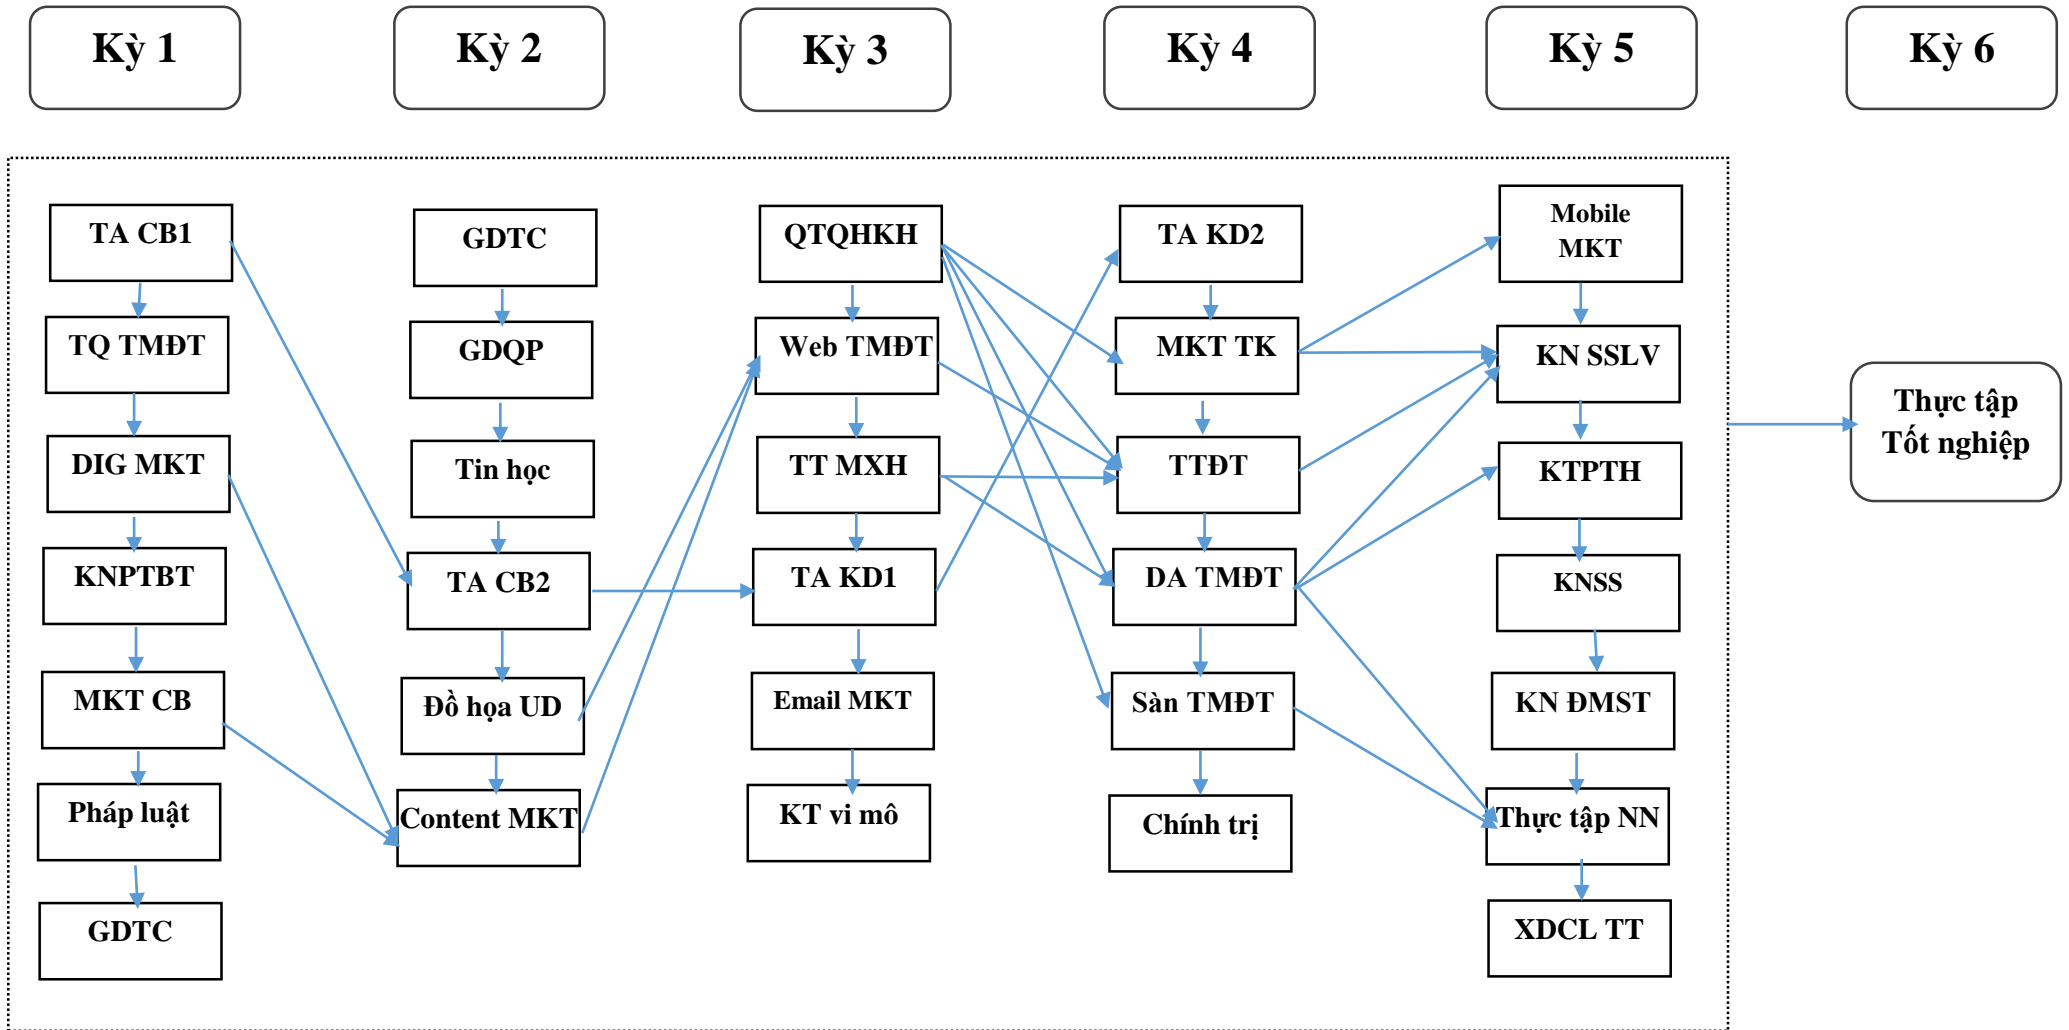 Kỳ 1
Kỳ 2
Kỳ 3
Kỳ 4
Kỳ 5
Kỳ 6
TA CB1
TQ TMĐT
DIG MKT
KNPTBT
MKT CB
Pháp luật
GDTC
GDTC
GDQP
Tin học
TA CB2
Đồ họa UD
Content MKT
QTQHKH
Web TMĐT
TT MXH
TA KD1
Email MKT
KT vi mô
TA KD2
MKT TK
TTĐT
DA TMĐT
Sàn TMĐT
Chính trị
Mobile
MKT
KN SSLV
KTPTH
KNSS
KN ĐMST
Thực tập NN
XDCL TT
Thực tập
Tốt nghiệp